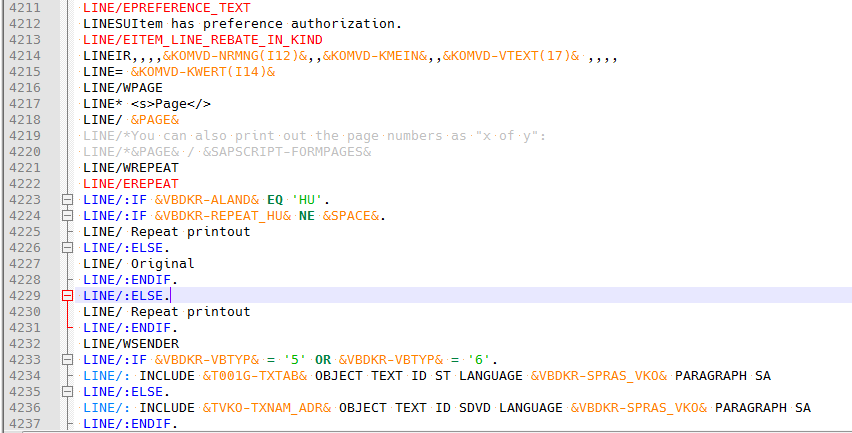 4211 LINE/EPREFERENCE_TEXT
4212 LINESUItem has preference authorization.
4213 LINE/EITEM_LINE_REBATE_IN_KIND
4214 LINEIR,,,,&KOMVD-NRMNG(I12)&,,&KOMVD-KMEIN&,,&KOMVD-VTEXT(17)& ,,,,
4215 LINE= &KOMVD-KWERT(I14)&
4216 LINE/WPAGE
4217 LINE* <s>Page</>
4218 LINE/ &PAGE&
4219 LINE/*You can also print out the page numbers as "x of y":
4220 LINE/*&PAGE& / &SAPSCRIPT-FORMPAGES&
4221 LINE/WREPEAT
4222 LINE/EREPEAT
4223 LINE/:IF &VBDKR-ALAND& EQ 'HU'.
4224 LINE/:IF &VBDKR-REPEAT_HU& NE &SPACE&.
4225 LINE/ Repeat printout
4226 LINE/:ELSE.
4227 LINE/ Original
4228 LINE/:ENDIF.
4229 LINE/:ELSE.
4230 LINE/ Repeat printout
4231 LINE/:ENDIF.
4232 LINE/WSENDER
4233 LINE/:IF &VBDKR-VBTYP& = '5' OR &VBDKR-VBTYP& = '6'.
4234 LINE/: INCLUDE &T001G-TXTAB& OBJECT TEXT ID ST LANGUAGE &VBDKR-SPRAS_VKO& PARAGRAPH SA
4235 LINE/:ELSE.
4236 LINE/: INCLUDE &TVKO-TXNAM_ADR& OBJECT TEXT ID SDVD LANGUAGE &VBDKR-SPRAS_VKO& PARAGRAPH SA
4237 LINE/:ENDIF.